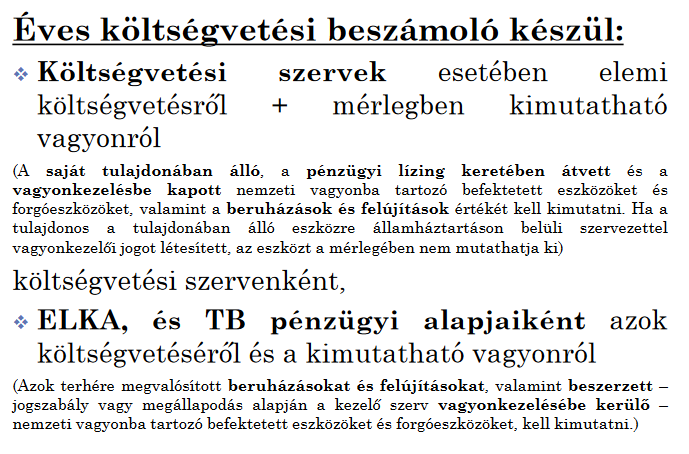 Éves költségvetési beszámoló készül:
❖ Költségvetési szervek esetében elemi
költségvetésről + mérlegben kimutatható
vagyonról
(A saját tulajdonában álló, a pénzügyi lízing keretében átvett és a
vagyonkezelésbe kapott nemzeti vagyonba tartozó befektetett eszközöket és
forgóeszközöket, valamint a beruházások és felújítások értékét kell kimutatni. Ha a
tulajdonos a tulajdonában álló eszközre államháztartáson belüli szervezettel
vagyonkezelői jogot létesített, az eszközt a mérlegében nem mutathatja ki)
költségvetési szervenként,
❖ ELKA, és TB pénzügyi alapjaiként azok
költségvetéséről és a kimutatható vagyonról
(Azok terhére megvalósított beruházásokat és felújításokat, valamint beszerzett –
jogszabály vagy megállapodás alapján a kezelő szerv vagyonkezelésébe kerülő –
nemzeti vagyonba tartozó befektetett eszközöket és forgóeszközöket, kell kimutatni.)